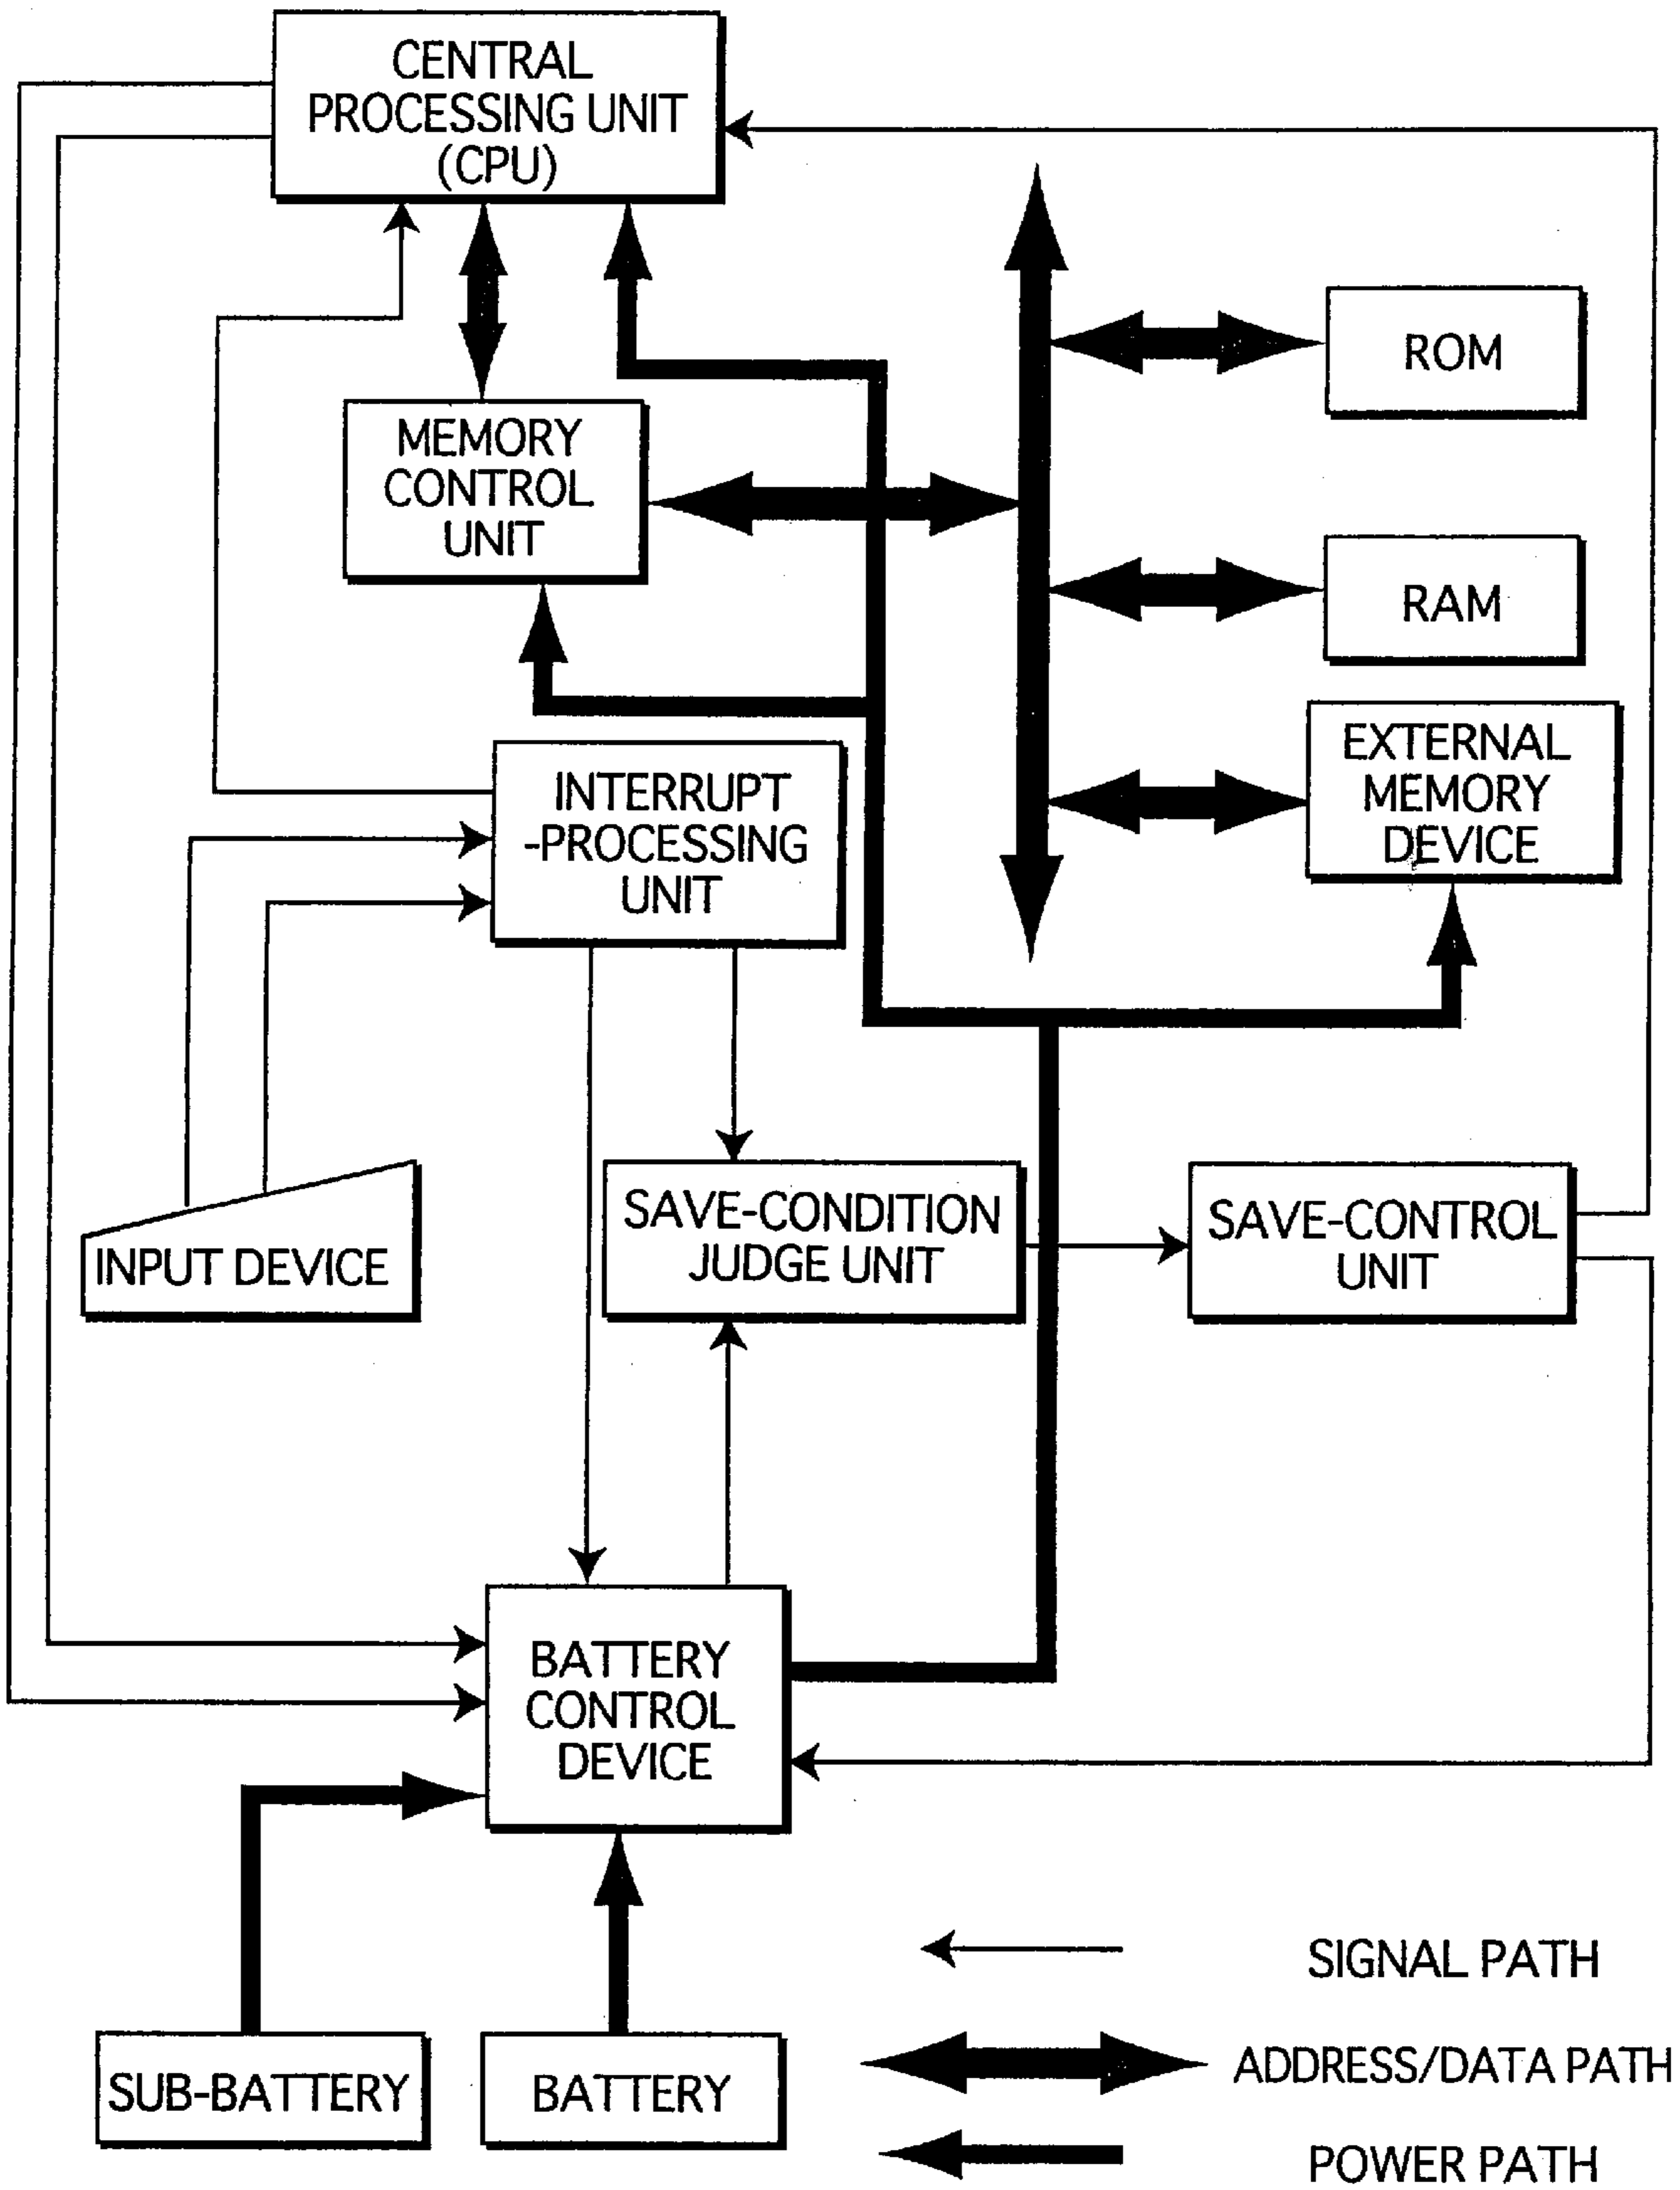 CENTRAL
PROCESSING UNIT
(CPU)
ROM
MEMORY
CONTROL
UNIT
RAM
EXTERNAL
MEMORY
DEVICE
INTERRUPT
-PROCESSING
UNIT
INPUT DEVICE
SAVE-CONDITION
JUDGE UNIT
SAVE-CONTROL
UNIT
BATTERY
CONTROL
DEVICE
SUB-BATTERY
BATTERY
SIGNAL PATH
ADDRESS/DATA PATH
POWER PATH